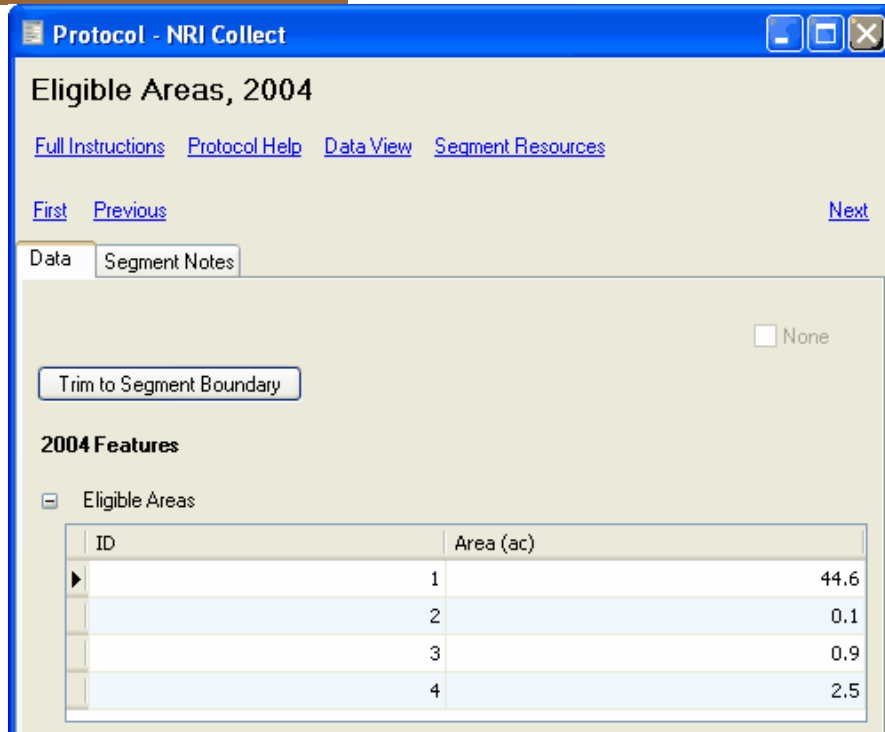 Protocol - NRI Collect
Eligible Areas, 2004
Full Instructions Protocol Help Data View Segment Resources
First Previous Next
Data Segment Notes
None
Trim to Segment Boundary
2004 Features
Eligible Areas
ID Area (ac)
1 44.6
2 0.1
3 0.9
4 2.5